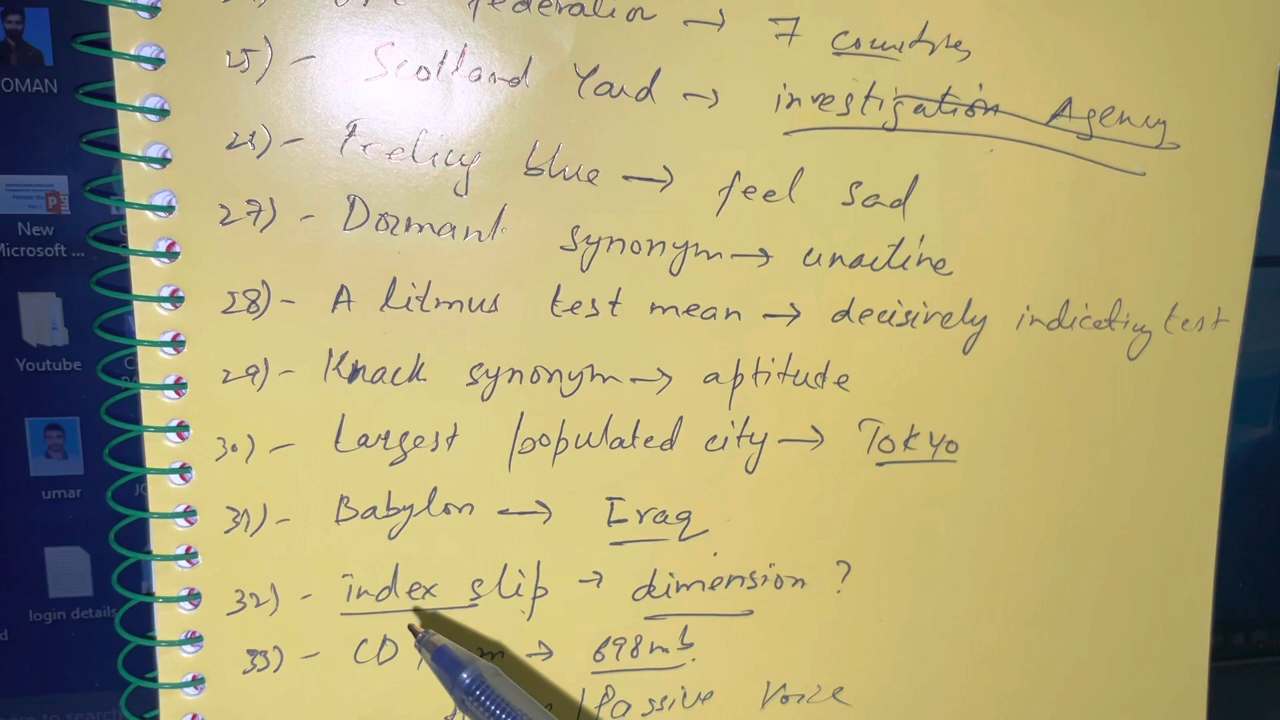 OMAN
New
Microsoft ...
Youtube
umar
login details
federation → 7 countries
25) - Scotland Yard → investigation Agency
26) - Feeling blue → feel sad
27) - Dormant synonym → unactive
28) - A litmus test mean → decisively indicating test
29) - Knack synonym → aptitude
30) - Largest populated city → Tokyo
31) - Babylon → Iraq
32) - index slip → dimension ?
33) - CD → 698mb
/Passive Voice